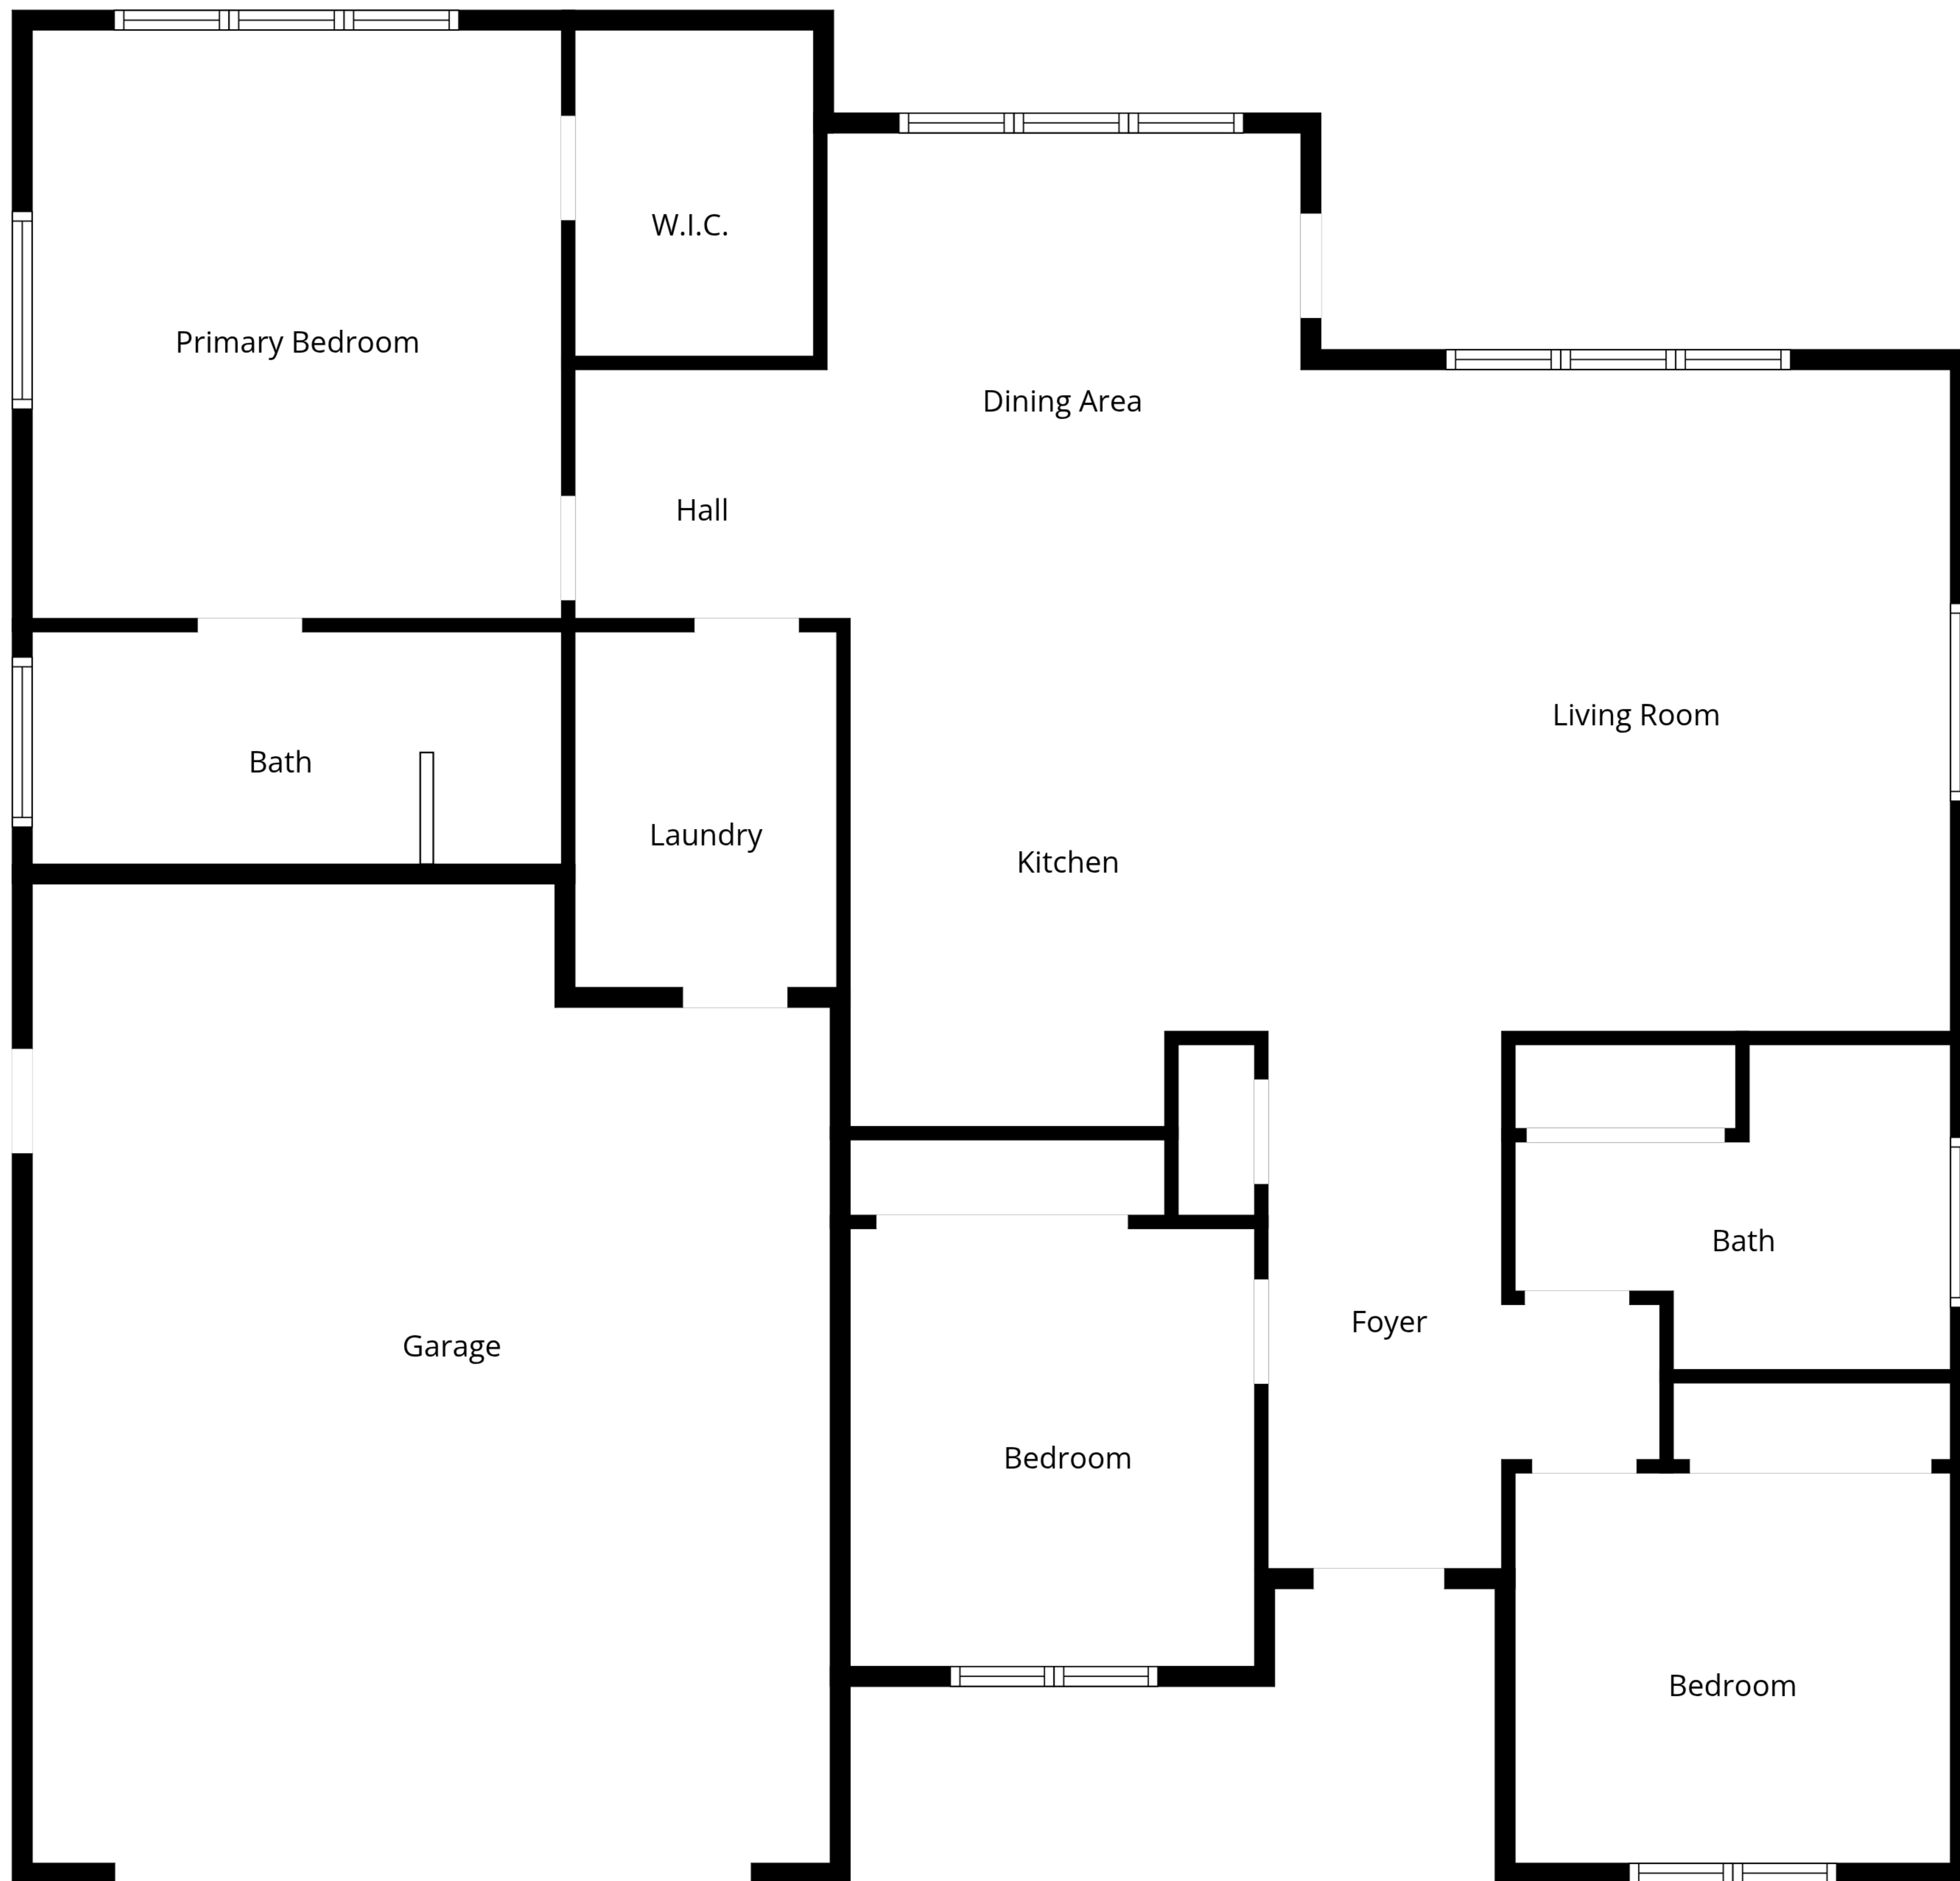 W.I.C.
Primary Bedroom
Dining Area
Hall
Living Room
Bath
Laundry
Kitchen
Bath
Foyer
Garage
Bedroom
Bedroom